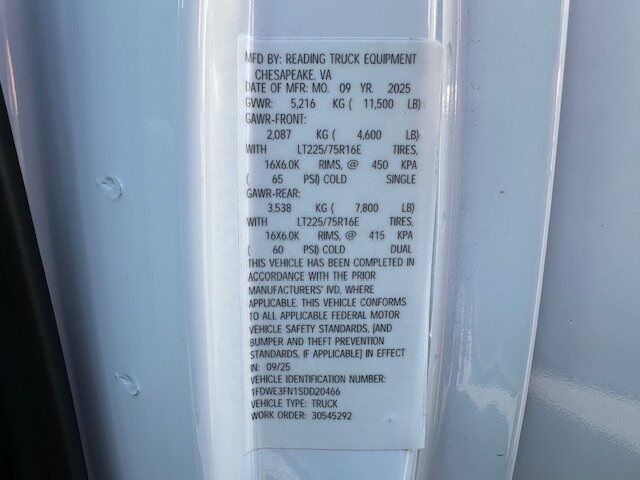 MFD BY: READING TRUCK EQUIPMENT
CHESAPEAKE, VA
DATE OF MFR: MO. 09 YR. 2025
GVWR: 5,216 KG ( 11,500 LB)
GAWR-FRONT:
2,087 KG ( 4,600 LB)
WITH LT225/75R16E TIRES,
16X6.0K RIMS, @ 450 KPA
( 65 PSI) COLD SINGLE
GAWR-REAR:
3,538 KG ( 7,800 LB)
WITH LT225/75R16E TIRES,
16X6.0K RIMS, @ 415 KPA
( 60 PSI) COLD DUAL
THIS VEHICLE HAS BEEN COMPLETED IN
ACCORDANCE WITH THE PRIOR
MANUFACTURERS' IVD, WHERE
APPLICABLE. THIS VEHICLE CONFORMS
TO ALL APPLICABLE FEDERAL MOTOR
VEHICLE SAFETY STANDARDS, [AND
BUMPER AND THEFT PREVENTION
STANDARDS, IF APPLICABLE] IN EFFECT
IN: 09/25
VEHICLE IDENTIFICATION NUMBER:
1FDWE3FN1SDD20466
VEHICLE TYPE: TRUCK
WORK ORDER: 30545292